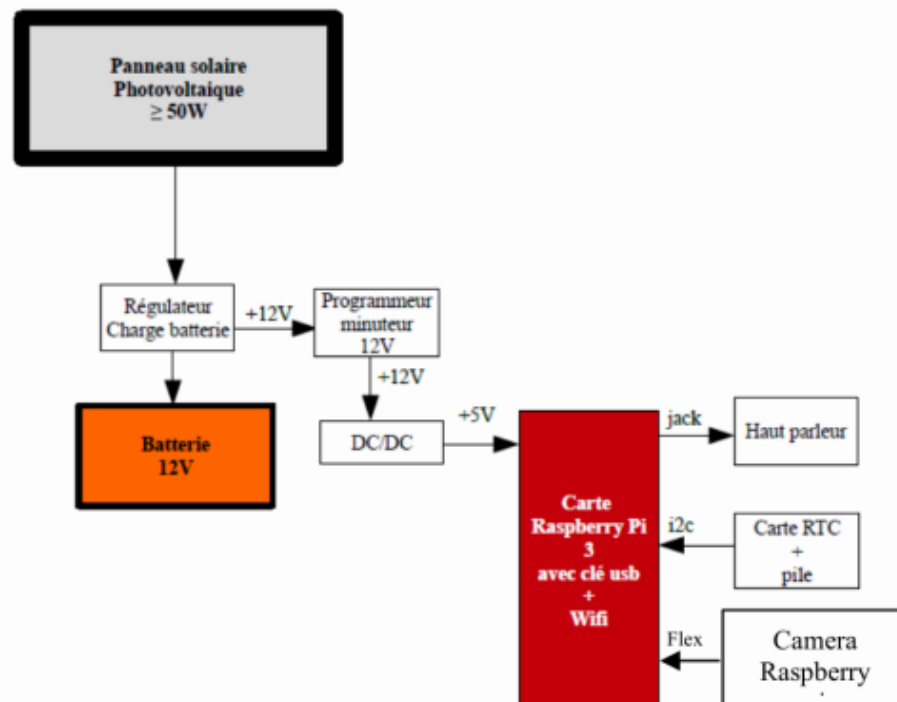 Panneau solaire
Photovoltaique
≥ 50W
Régulateur
Charge batterie
+12V
Programmeur
minuteur
12V
+12V
Batterie
12V
DC/DC
+5V
Carte
Raspberry Pi
3
avec clé usb
+
Wifi
jack
Haut parleur
i2c
Carte RTC
+
pile
Flex
Camera
Raspberry